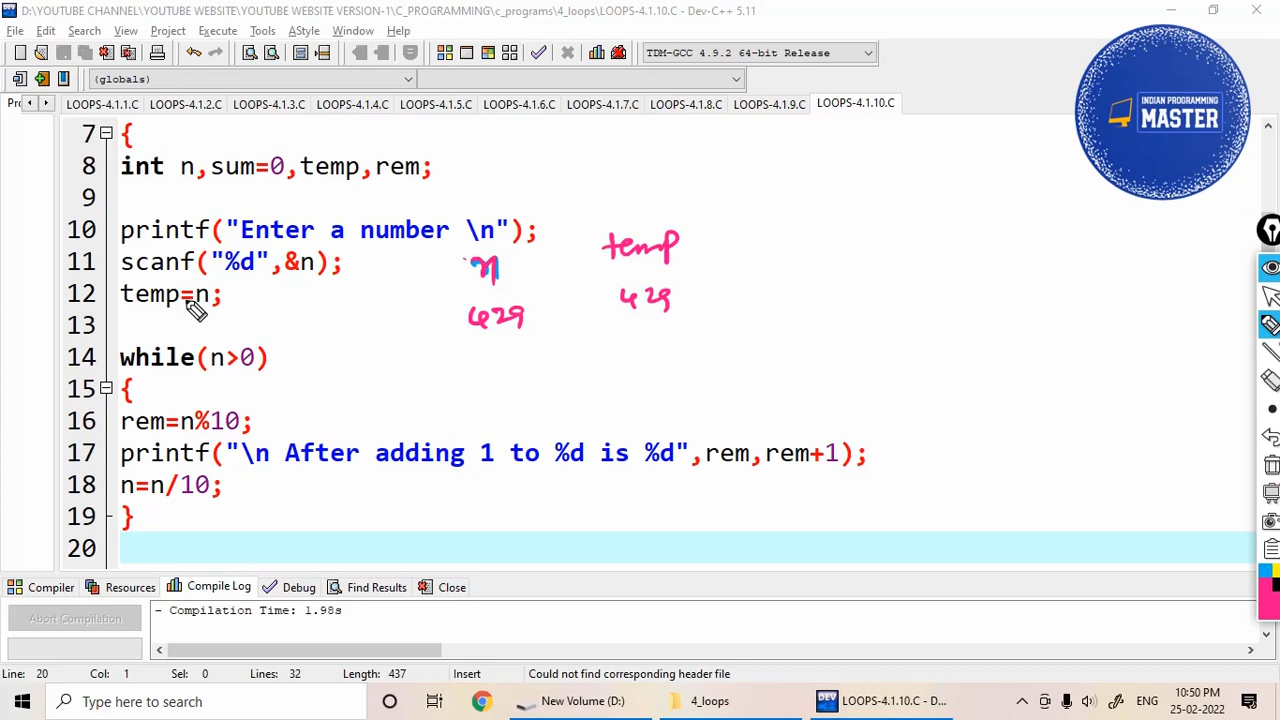 D:\YOUTUBE CHANNEL\YOUTUBE WEBSITE\YOUTUBE WEBSITE VERSION-1\C_PROGRAMMING\c_programs\4_loops\LOOPS-4.1.10.C - Dev-C++ 5.11
File Edit Search View Project Execute Tools AStyle Window Help
TDM-GCC 4.9.2 64-bit Release
(globals)
LOOPS-4.1.1.C LOOPS-4.1.2.C LOOPS-4.1.3.C LOOPS-4.1.4.C LOOPS-4.1.5.C LOOPS-4.1.6.C LOOPS-4.1.7.C LOOPS-4.1.8.C LOOPS-4.1.9.C LOOPS-4.1.10.C
INDIAN PROGRAMMING
MASTER
7 {
8 int n,sum=0,temp,rem;
9
10 printf("Enter a number \n");
11 scanf("%d",&n);
12 temp=n;
13
14 while(n>0)
15 {
16 rem=n%10;
17 printf("\n After adding 1 to %d is %d",rem,rem+1);
18 n=n/10;
19 }
20
n
429
temp
429
Compiler Resources Compile Log Debug Find Results Close
Abort Compilation
- Compilation Time: 1.98s
Line: 20 Col: 1 Sel: 0 Lines: 32 Length: 437 Insert Could not find corresponding header file
Type here to search
New Volume (D:) 4_loops LOOPS-4.1.10.C - D...
10:50 PM
25-02-2022